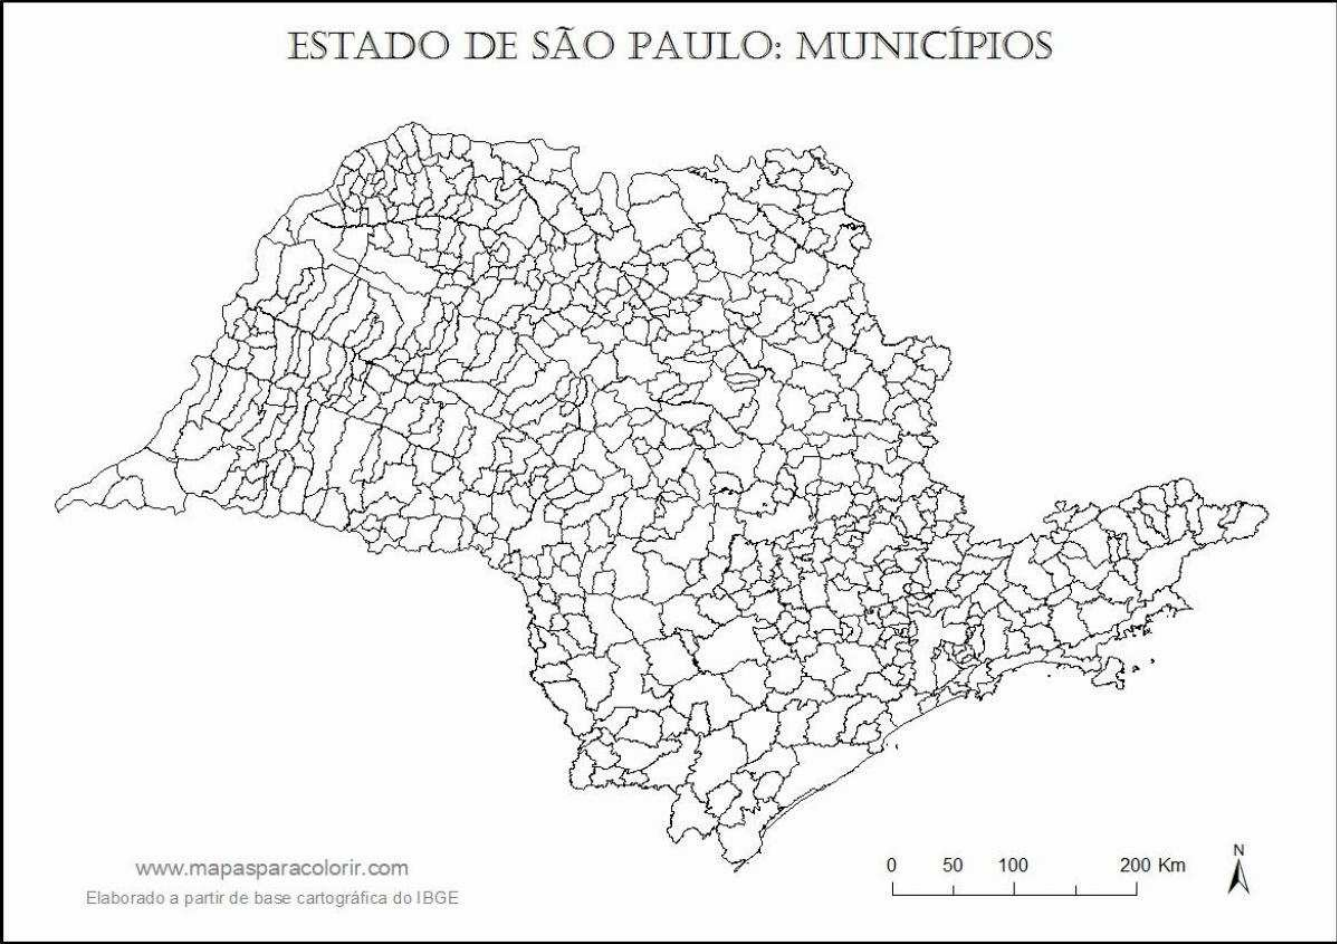 ESTADO DE SÃO PAULO: MUNICÍPIOS
www.mapasparacolorir.com
Elaborado a partir de base cartográfica do IBGE
0 50 100 200 Km
N